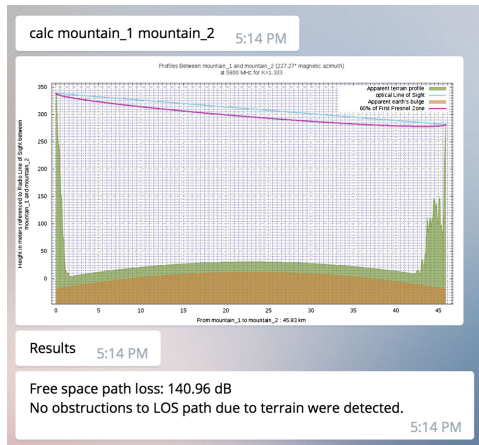 calc mountain_1 mountain_2
5:14 PM
Profiles Between mountain_1 and mountain_2 (227.27° magnetic azimuth)
at 5800 MHz for K=1.333
Apparent terrain profile
optical Line of Sight
Apparent earth's bulge
60% of First Fresnel Zone
Height in meters referenced to Radio Line of Sight between
mountain_1 and mountain_2
350
300
250
200
150
100
50
0
0 5 10 15 20 25 30 35 40 45
From mountain_1 to mountain_2 : 45.83 km
Results 5:14 PM
Free space path loss: 140.96 dB
No obstructions to LOS path due to terrain were detected.
5:14 PM